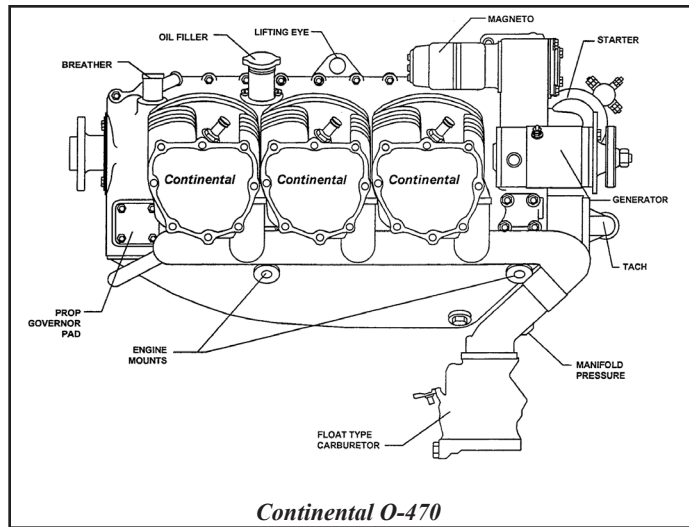 MAGNETO
LIFTING EYE
OIL FILLER
STARTER
BREATHER
Continental
Continental
Continental
GENERATOR
TACH
PROP
GOVERNOR
PAD
ENGINE
MOUNTS
MANIFOLD
PRESSURE
FLOAT TYPE
CARBURETOR
Continental O-470